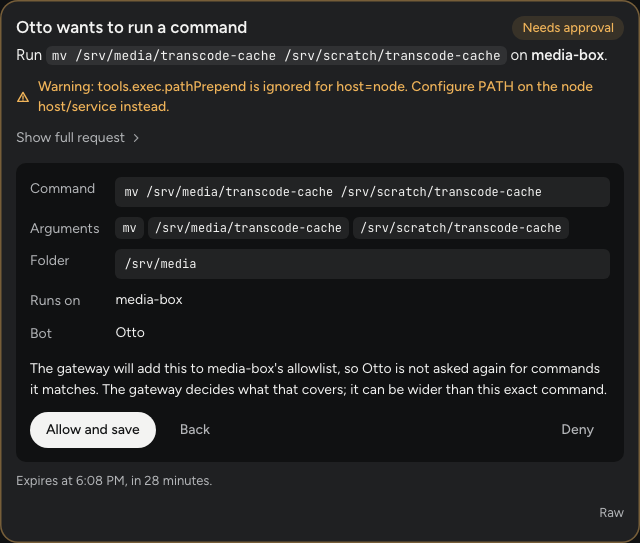 Otto wants to run a command
Needs approval
Run mv /srv/media/transcode-cache /srv/scratch/transcode-cache on media-box.
Warning: tools.exec.pathPrepend is ignored for host=node. Configure PATH on the node
host/service instead.
Show full request
Command
mv /srv/media/transcode-cache /srv/scratch/transcode-cache
Arguments
mv /srv/media/transcode-cache /srv/scratch/transcode-cache
Folder
/srv/media
Runs on
media-box
Bot
Otto
The gateway will add this to media-box's allowlist, so Otto is not asked again for commands
it matches. The gateway decides what that covers; it can be wider than this exact command.
Allow and save
Back
Deny
Expires at 6:08 PM, in 28 minutes.
Raw